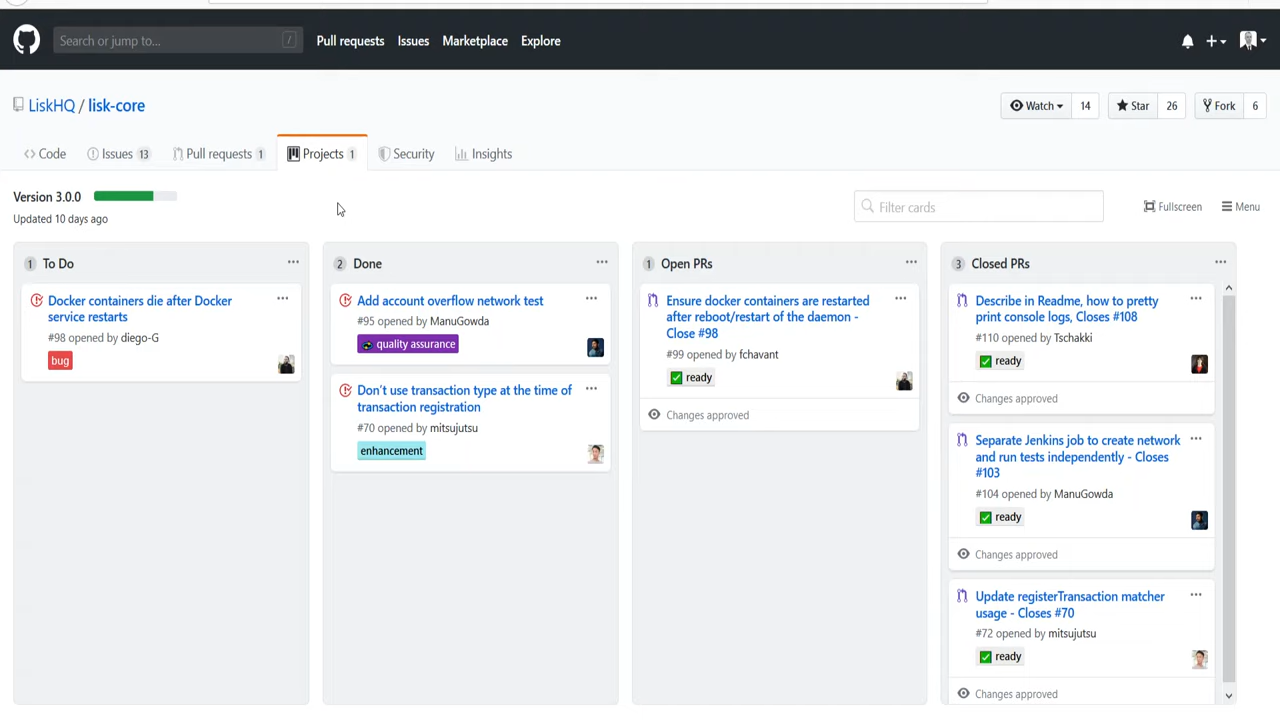 Search or jump to... /
Pull requests Issues Marketplace Explore
LiskHQ / lisk-core
Watch 14 Star 26 Fork 6
Code Issues 13 Pull requests 1 Projects 1 Security Insights
Version 3.0.0
Updated 10 days ago
Filter cards
Fullscreen Menu
1 To Do
Docker containers die after Docker
service restarts
#98 opened by diego-G
bug
2 Done
Add account overflow network test
#95 opened by ManuGowda
quality assurance
Don't use transaction type at the time of
transaction registration
#70 opened by mitsujutsu
enhancement
1 Open PRs
Ensure docker containers are restarted
after reboot/restart of the daemon -
Close #98
#99 opened by fchavant
ready
Changes approved
3 Closed PRs
Describe in Readme, how to pretty
print console logs, Closes #108
#110 opened by Tschakki
ready
Changes approved
Separate Jenkins job to create network
and run tests independently - Closes
#103
#104 opened by ManuGowda
ready
Changes approved
Update registerTransaction matcher
usage - Closes #70
#72 opened by mitsujutsu
ready
Changes approved